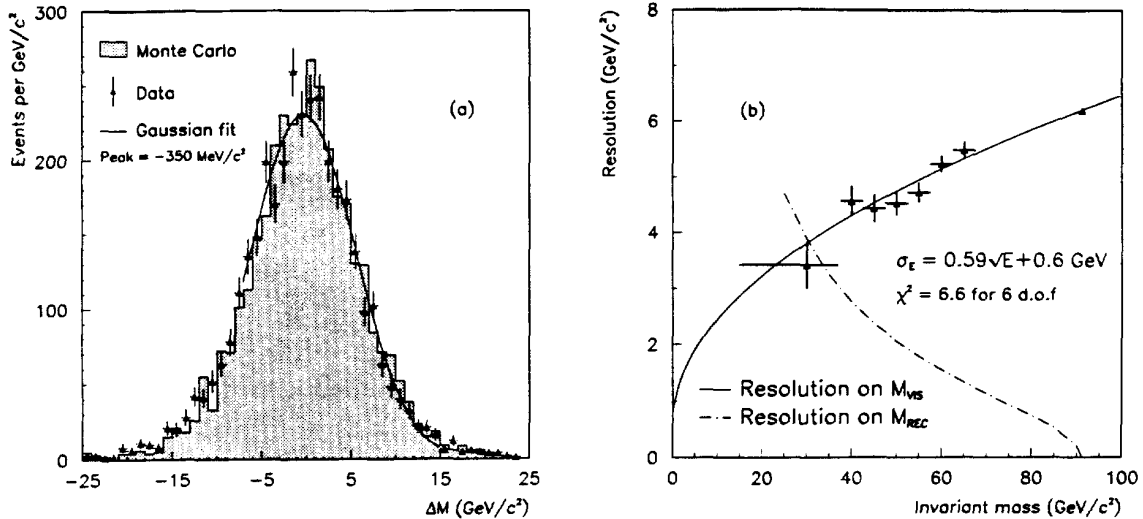 Events per GeV/c²
300
200
100
0
Monte Carlo
Data
Gaussian fit
Peak = −350 MeV/c²
(a)
−25
−15
−5
5
15
25
ΔM (GeV/c²)
Resolution (GeV/c²)
8
6
4
2
0
(b)
σE = 0.59√E+0.6 GeV
χ² = 6.6 for 6 d.o.f
Resolution on MVIS
Resolution on MREC
0
20
40
60
80
100
Invariant mass (GeV/c²)